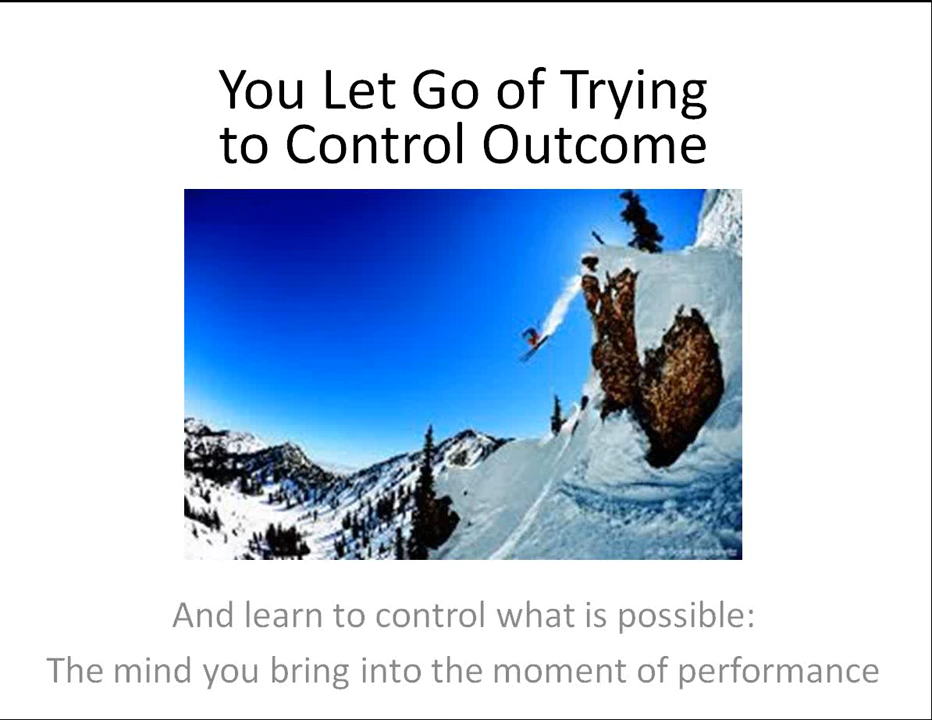 You Let Go of Trying
to Control Outcome
And learn to control what is possible:
The mind you bring into the moment of performance